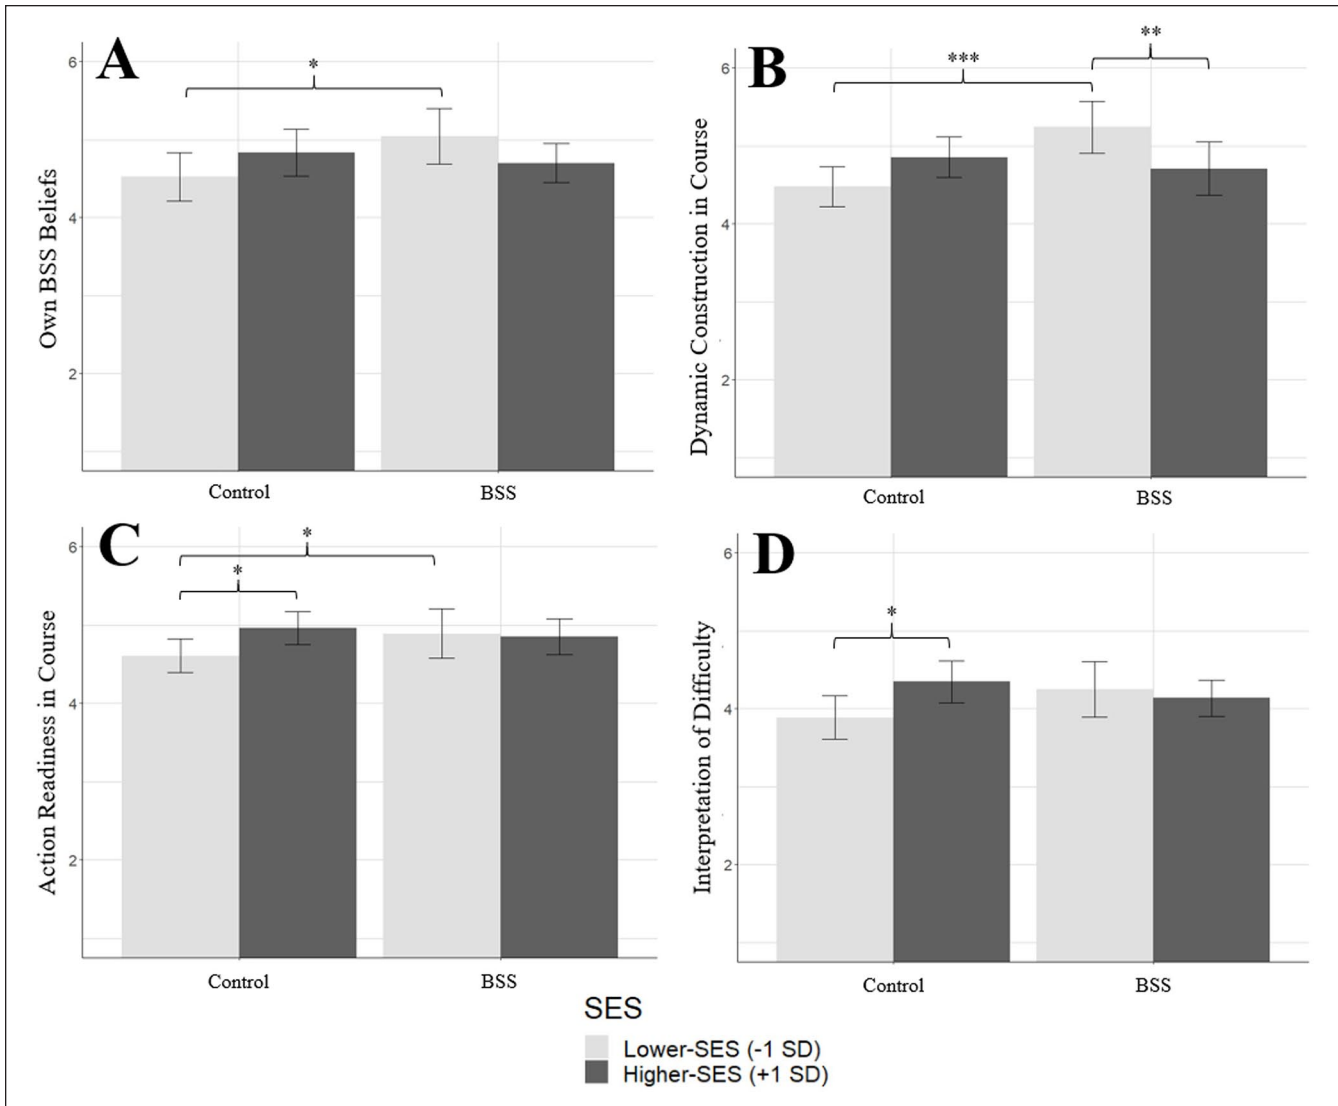 A
*
6
4
2
Own BSS Beliefs
Control
BSS
B
***
**
6
4
2
Dynamic Construction in Course
Control
BSS
C
*
*
6
4
2
Action Readiness in Course
Control
BSS
D
*
6
4
2
Interpretation of Difficulty
Control
BSS
SES
Lower-SES (-1 SD)
Higher-SES (+1 SD)